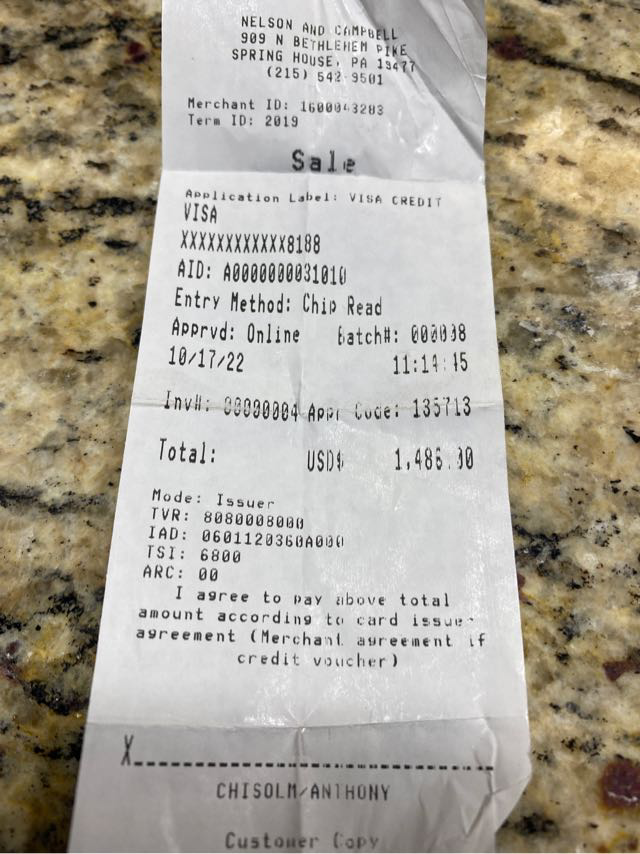 NELSON AND CAMPBELL
909 N BETHLEHEM PIKE
SPRING HOUSE, PA 19477
(215) 542-9501
Merchant ID: 1600043283
Term ID: 2019
Sale
Application Label: VISA CREDIT
VISA
XXXXXXXXXXXX8188
AID: A0000000031010
Entry Method: Chip Read
Apprvd: Online Batch#: 000008
10/17/22 11:14:45
Inv#: 00000004 Appr Code: 135713
Total: USD$ 1,486.00
Mode: Issuer
TVR: 8080008000
IAD: 0601120360A000
TSI: 6800
ARC: 00
I agree to pay above total
amount according to card issuer
agreement (Merchant agreement if
credit voucher)
X
CHISOLM/ANTHONY
Customer Copy